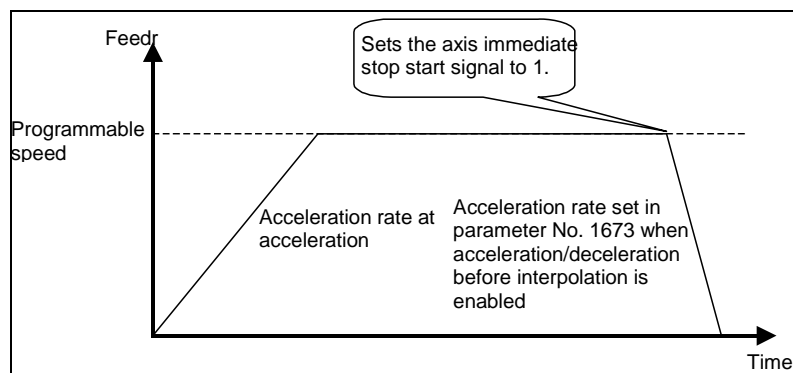 Feedr
Sets the axis immediate
stop start signal to 1.
Programmable
speed
Acceleration rate at
acceleration
Acceleration rate set in
parameter No. 1673 when
acceleration/deceleration
before interpolation is
enabled
Time